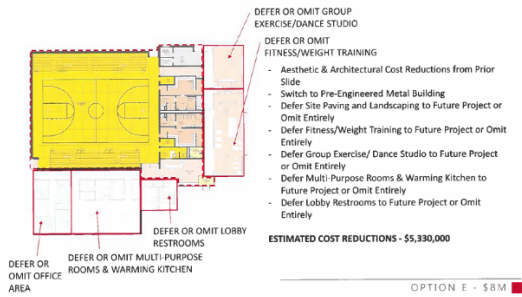 DEFER OR OMIT GROUP
EXERCISE/DANCE STUDIO
DEFER OR OMIT
FITNESS/WEIGHT TRAINING
- Aesthetic & Architectural Cost Reductions from Prior
Slide
- Switch to Pre-Engineered Metal Building
- Defer Site Paving and Landscaping to Future Project or
Omit Entirely
- Defer Fitness/Weight Training to Future Project or Omit
Entirely
- Defer Group Exercise/ Dance Studio to Future Project
or Omit Entirely
- Defer Multi-Purpose Rooms & Warming Kitchen to
Future Project or Omit Entirely
- Defer Lobby Restrooms to Future Project or Omit
Entirely
ESTIMATED COST REDUCTIONS - $5,330,000
DEFER OR OMIT LOBBY
RESTROOMS
DEFER OR OMIT MULTI-PURPOSE
ROOMS & WARMING KITCHEN
DEFER OR
OMIT OFFICE
AREA
OPTION E - $8M